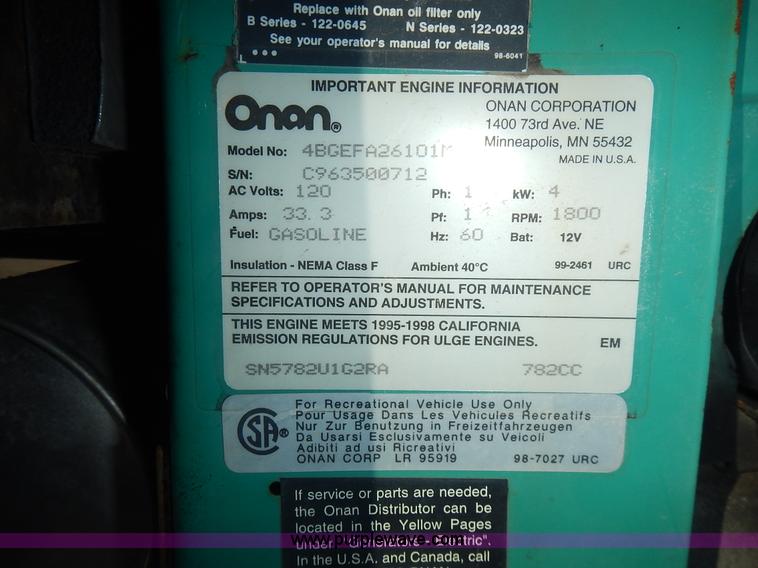 Replace with Onan oil filter only
B Series - 122-0645 N Series - 122-0323
See your operator's manual for details
98-6041
IMPORTANT ENGINE INFORMATION
Onan® ONAN CORPORATION
1400 73rd Ave. NE
Minneapolis, MN 55432
MADE IN U.S.A.
Model No: 4BGEFA26101M
S/N: C963500712
AC Volts: 120 Ph: 1 kW: 4
Amps: 33.3 Pf: 1 RPM: 1800
Fuel: GASOLINE Hz: 60 Bat: 12V
Insulation - NEMA Class F Ambient 40°C 99-2461 URC
REFER TO OPERATOR'S MANUAL FOR MAINTENANCE
SPECIFICATIONS AND ADJUSTMENTS.
THIS ENGINE MEETS 1995-1998 CALIFORNIA
EMISSION REGULATIONS FOR ULGE ENGINES. EM
SN5782U1G2RA 782CC
SA® For Recreational Vehicle Use Only
Pour Usage Dans Les Vehicules Recreatifs
Nur Zur Benutzung in Freizeitfahrzeugen
Da Usarsi Esclusivamente su Veicoli
Adibiti ad usi Ricreativi
ONAN CORP LR 95919 98-7027 URC
If service or parts are needed,
the Onan Distributor can be
located in the Yellow Pages
under "Generators - Electric".
www.purplewave.com
In the U.S.A. and Canada, call